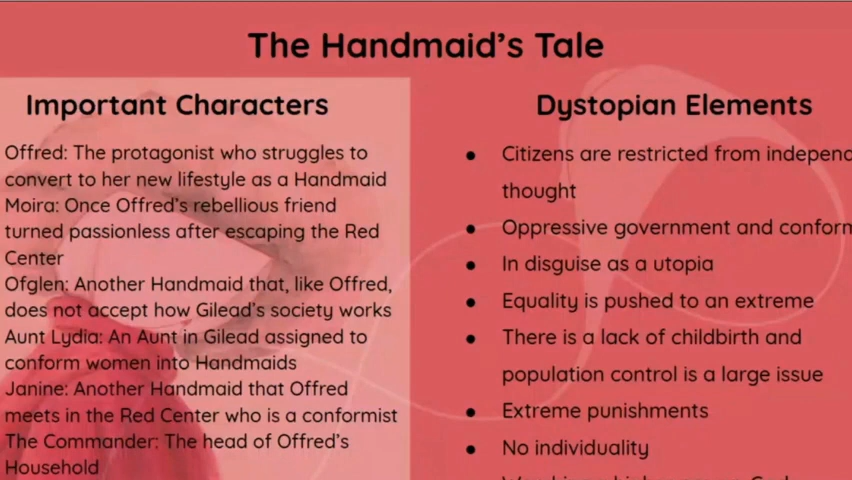 The Handmaid's Tale
Important Characters
Offred: The protagonist who struggles to
convert to her new lifestyle as a Handmaid
Moira: Once Offred's rebellious friend
turned passionless after escaping the Red
Center
Ofglen: Another Handmaid that, like Offred,
does not accept how Gilead's society works
Aunt Lydia: An Aunt in Gilead assigned to
conform women into Handmaids
Janine: Another Handmaid that Offred
meets in the Red Center who is a conformist
The Commander: The head of Offred's
Household
Dystopian Elements
● Citizens are restricted from independ
thought
● Oppressive government and conform
● In disguise as a utopia
● Equality is pushed to an extreme
● There is a lack of childbirth and
population control is a large issue
● Extreme punishments
● No individuality